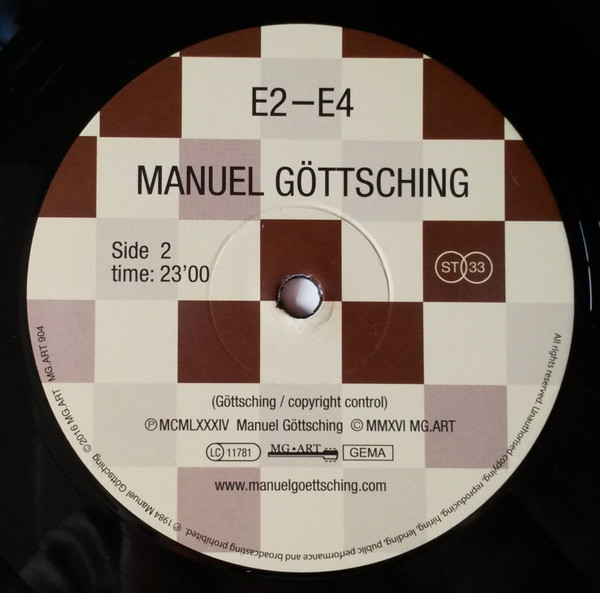 E2–E4
MANUEL GÖTTSCHING
Side 2
time: 23'00
ST 33
(Göttsching / copyright control)
℗ MCMLXXXIV Manuel Göttsching © MMXVI MG.ART
LC 11781 MG•ART GEMA
www.manuelgoettsching.com
All rights reserved. Unauthorised copying, reproducing, hiring, lending, public performance and broadcasting prohibited. ℗ 1984 Manuel Göttsching ©2016 MG.ART MG.ART 904